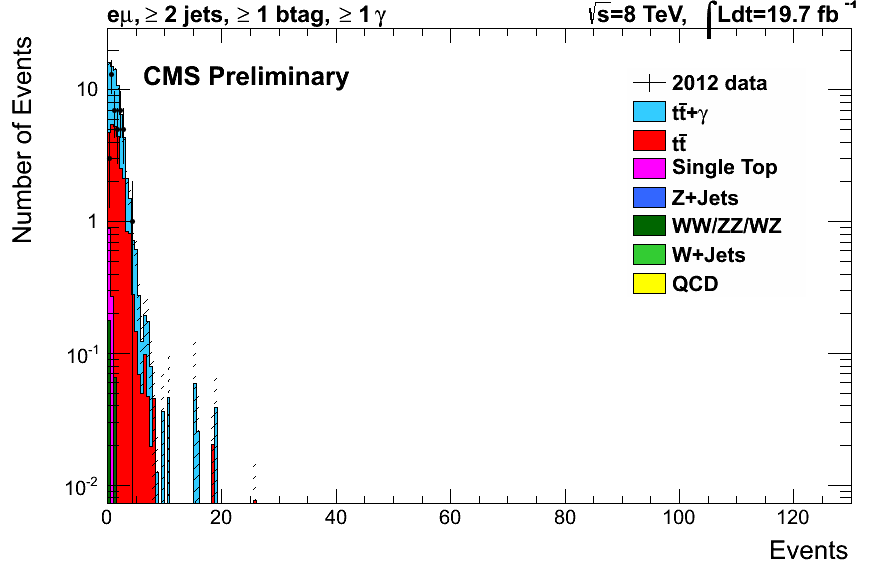 eμ, ≥ 2 jets, ≥ 1 btag, ≥ 1 γ
√s=8 TeV, ∫Ldt=19.7 fb⁻¹
CMS Preliminary
2012 data
tt̄+γ
tt̄
Single Top
Z+Jets
WW/ZZ/WZ
W+Jets
QCD
Number of Events
10
1
10⁻¹
10⁻²
0 20 40 60 80 100 120
Events